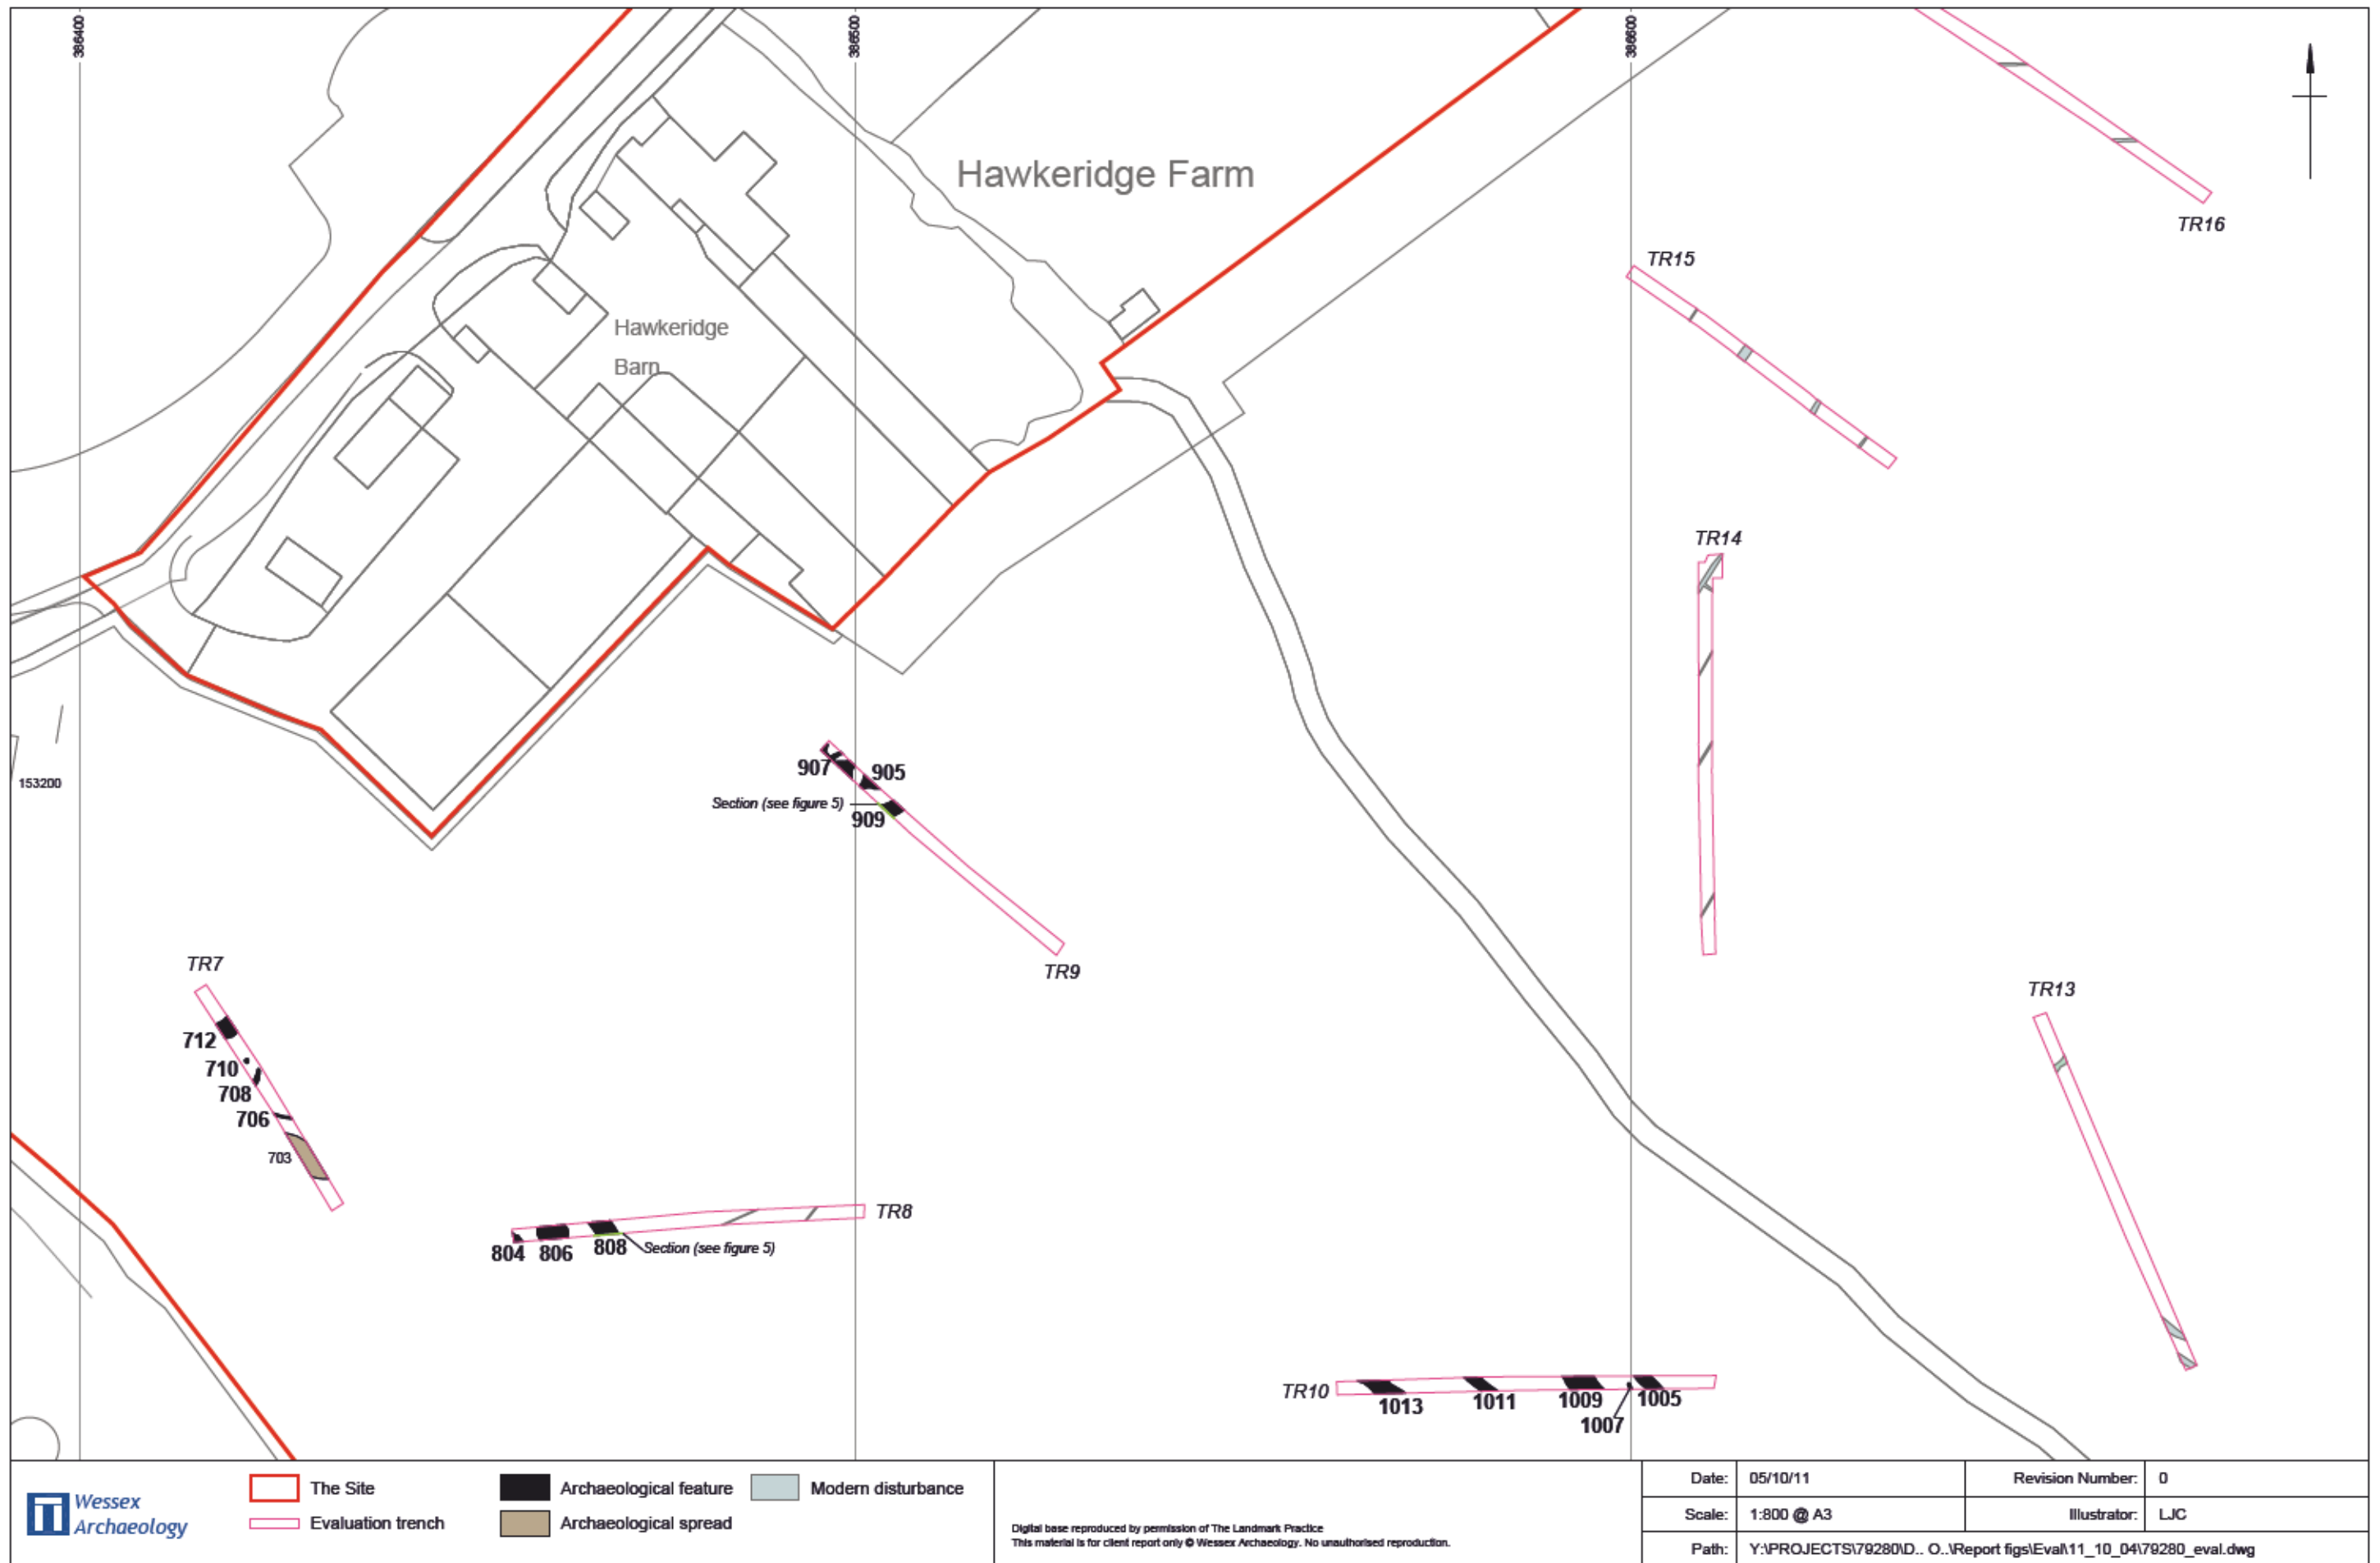 386400
386500
386600
Hawkeridge Farm
TR16
TR15
Hawkeridge
Barn
TR14
153200
907
905
Section (see figure 5)
909
TR9
TR7
TR13
712
710
708
706
703
TR8
804
806
808
Section (see figure 5)
TR10
1013
1011
1009
1005
1007
Wessex
Archaeology
The Site
Evaluation trench
Archaeological feature
Archaeological spread
Modern disturbance
Digital base reproduced by permission of The Landmark Practice
This material is for client report only © Wessex Archaeology. No unauthorised reproduction.
Date: 05/10/11 Revision Number: 0
Scale: 1:800 @ A3 Illustrator: LJC
Path: Y:\PROJECTS\79280\D.. O..\Report figs\Eval\11_10_04\79280_eval.dwg